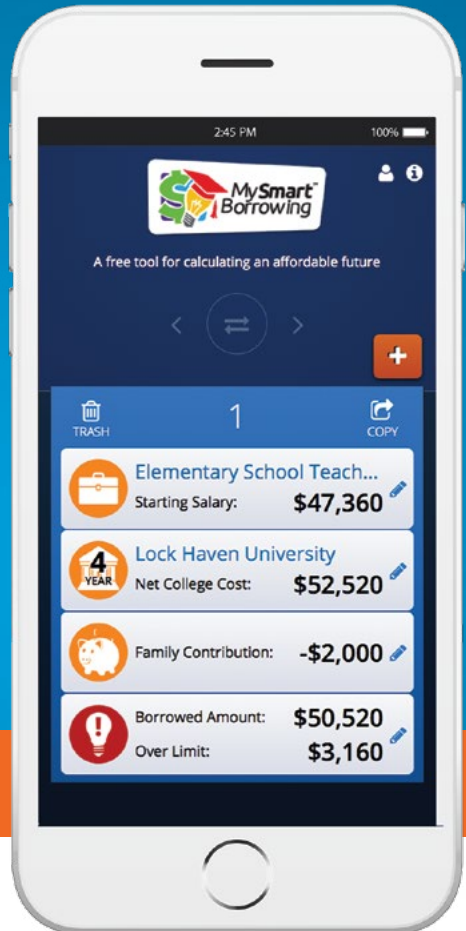 2:45 PM 100%
MySmart™
Borrowing
A free tool for calculating an affordable future
+
TRASH 1 COPY
Elementary School Teach...
Starting Salary: $47,360
4
YEAR
Lock Haven University
Net College Cost: $52,520
Family Contribution: -$2,000
Borrowed Amount: $50,520
Over Limit: $3,160